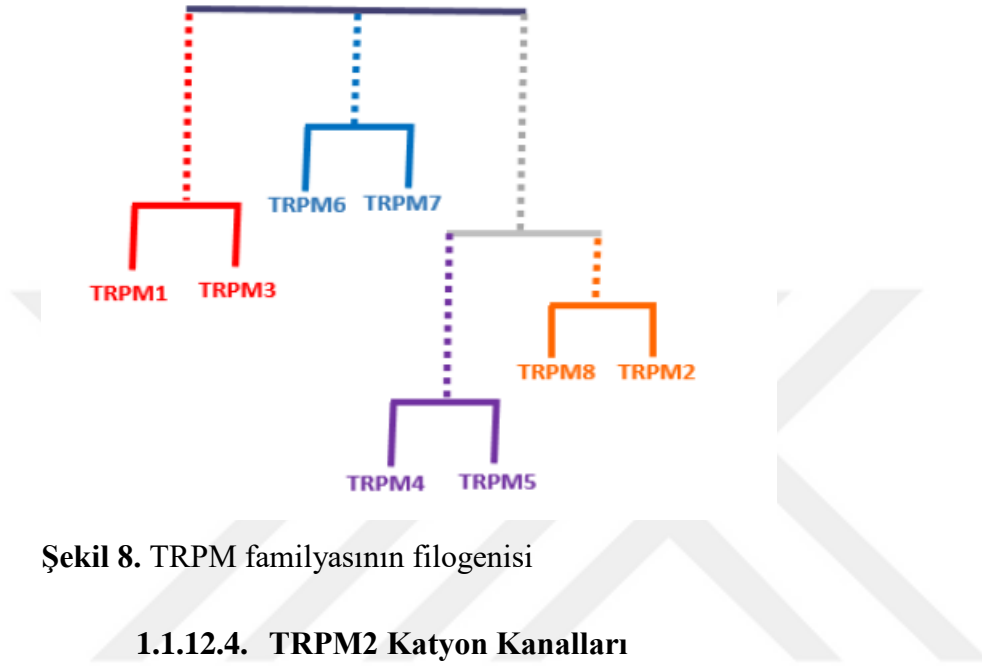 TRPM6 TRPM7
TRPM1 TRPM3
TRPM8 TRPM2
TRPM4 TRPM5
Şekil 8. TRPM familyasının filogenisi
1.1.12.4. TRPM2 Katyon Kanalları